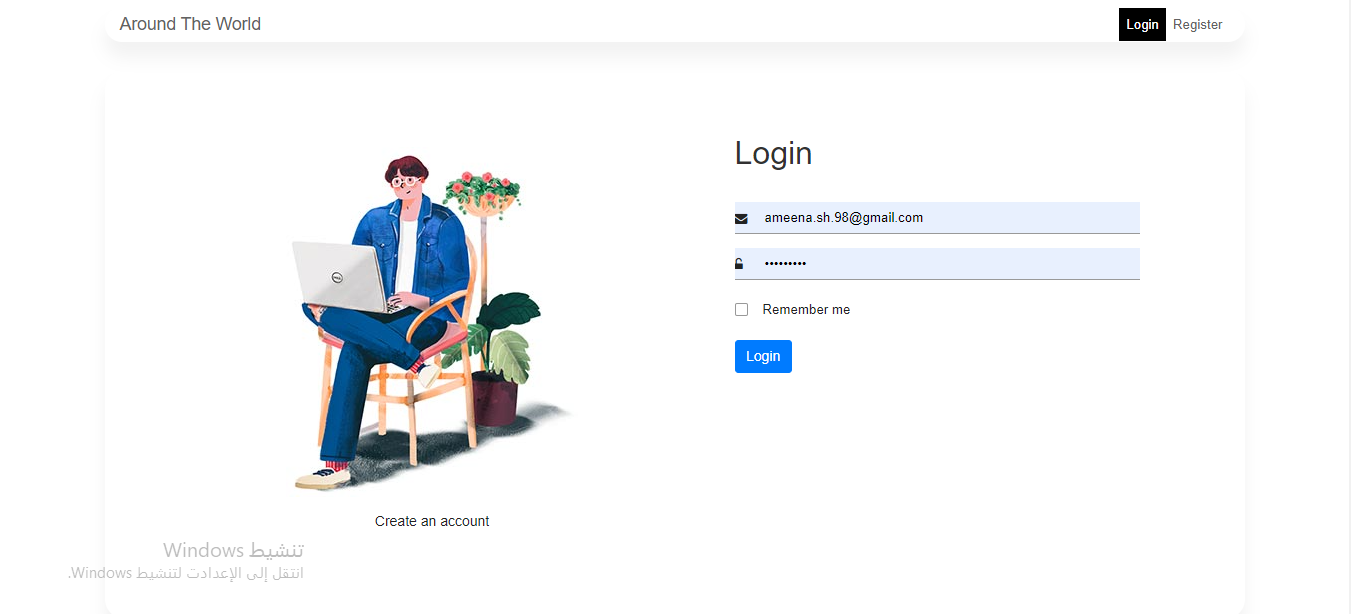 Around The World
Login
Register
Login
ameena.sh.98@gmail.com
•••••••••
Remember me
Login
DELL
Create an account
تنشيط Windows
انتقل إلى الإعدادت لتنشيط Windows.